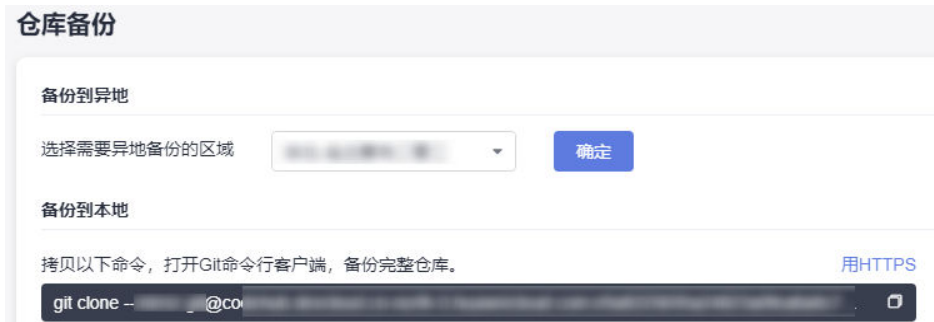 仓库备份
备份到异地
选择需要异地备份的区域 确定
备份到本地
拷贝以下命令，打开Git命令行客户端，备份完整仓库。 用HTTPS
git clone -- @co